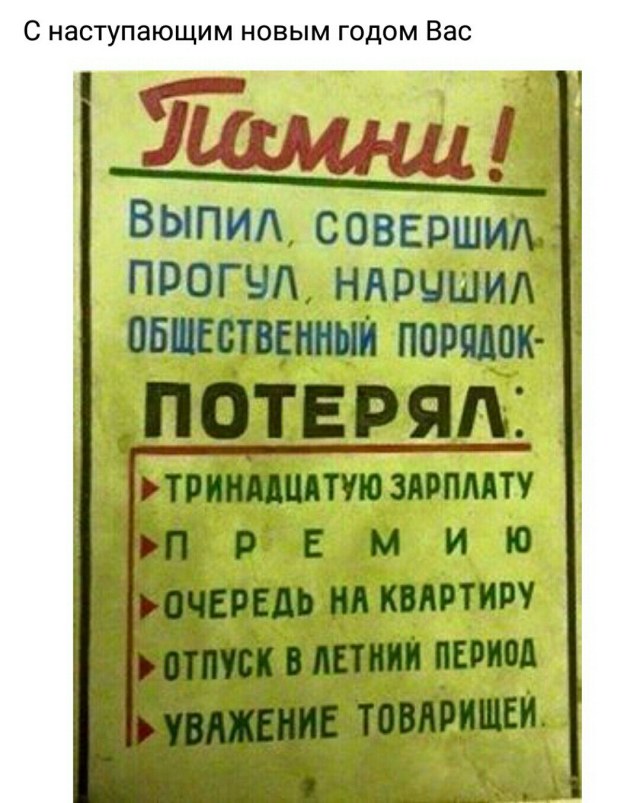 С наступающим новым годом Вас
Помни!
ВЫПИЛ, СОВЕРШИЛ
ПРОГУЛ, НАРУШИЛ
ОБЩЕСТВЕННЫЙ ПОРЯДОК-
ПОТЕРЯЛ:
ТРИНАДЦАТУЮ ЗАРПЛАТУ
ПРЕМИЮ
ОЧЕРЕДЬ НА КВАРТИРУ
ОТПУСК В ЛЕТНИЙ ПЕРИОД
УВАЖЕНИЕ ТОВАРИЩЕЙ.